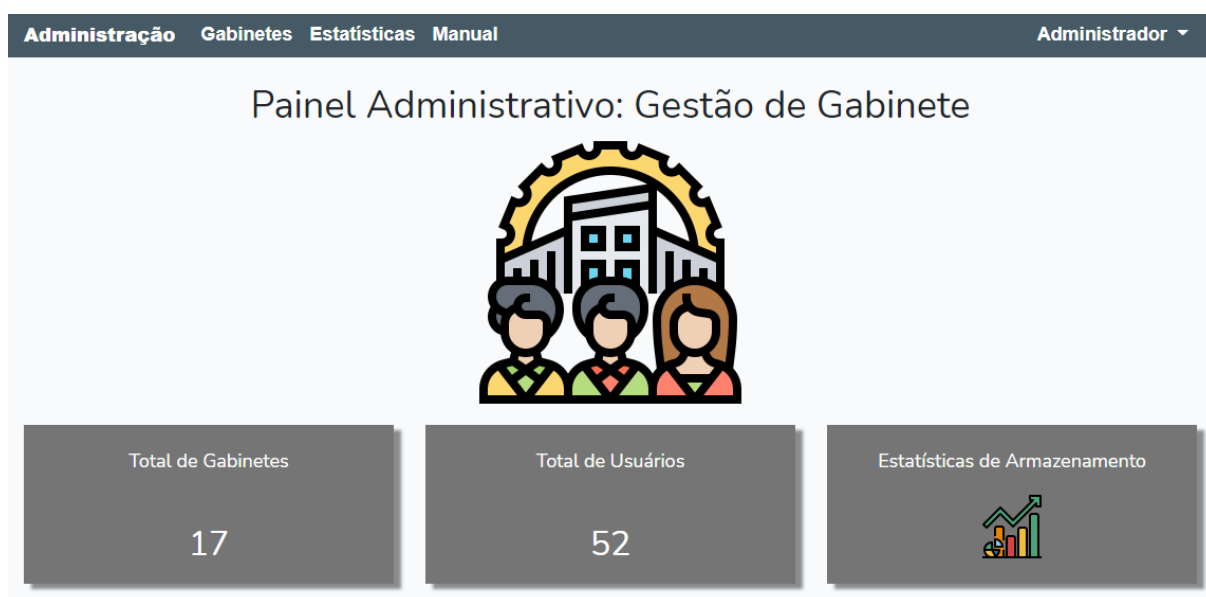 Administração Gabinetes Estatísticas Manual Administrador
Painel Administrativo: Gestão de Gabinete
Total de Gabinetes
17
Total de Usuários
52
Estatísticas de Armazenamento